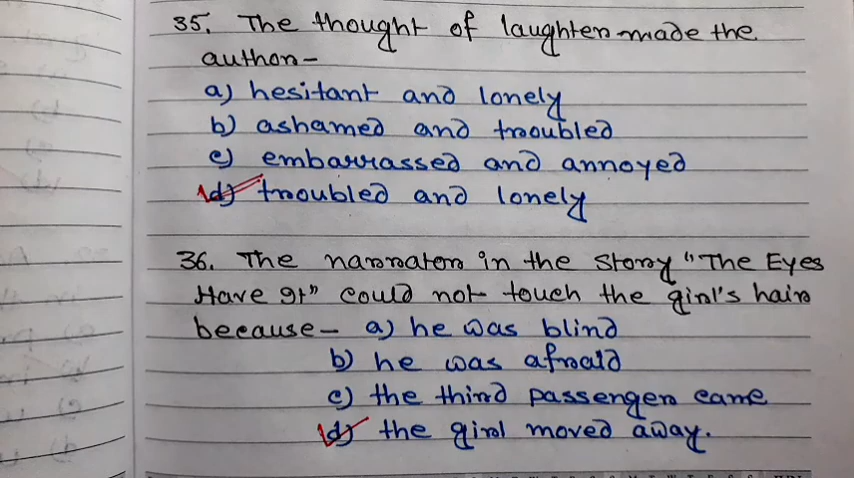 35. The thought of laughter made the
author-
a) hesitant and lonely
b) ashamed and troubled
c) embarrassed and annoyed
d) troubled and lonely
36. The narrator in the story "The Eyes
Have It" could not touch the girl's hair
because- a) he was blind
b) he was afraid
c) the third passenger came
d) the girl moved away.